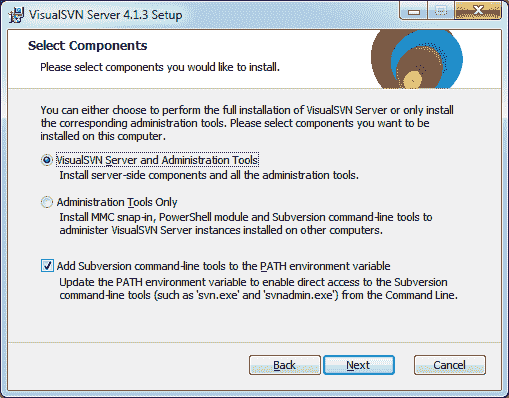 VisualSVN Server 4.1.3 Setup
Select Components
Please select components you would like to install.
You can either choose to perform the full installation of VisualSVN Server or only install
the corresponding administration tools. Please select components you want to be
installed on this computer.
VisualSVN Server and Administration Tools
Install server-side components and all the administration tools.
Administration Tools Only
Install MMC snap-in, PowerShell module and Subversion command-line tools to
administer VisualSVN Server instances installed on other computers.
Add Subversion command-line tools to the PATH environment variable
Update the PATH environment variable to enable direct access to the Subversion
command-line tools (such as 'svn.exe' and 'svnadmin.exe') from the Command Line.
Back Next Cancel